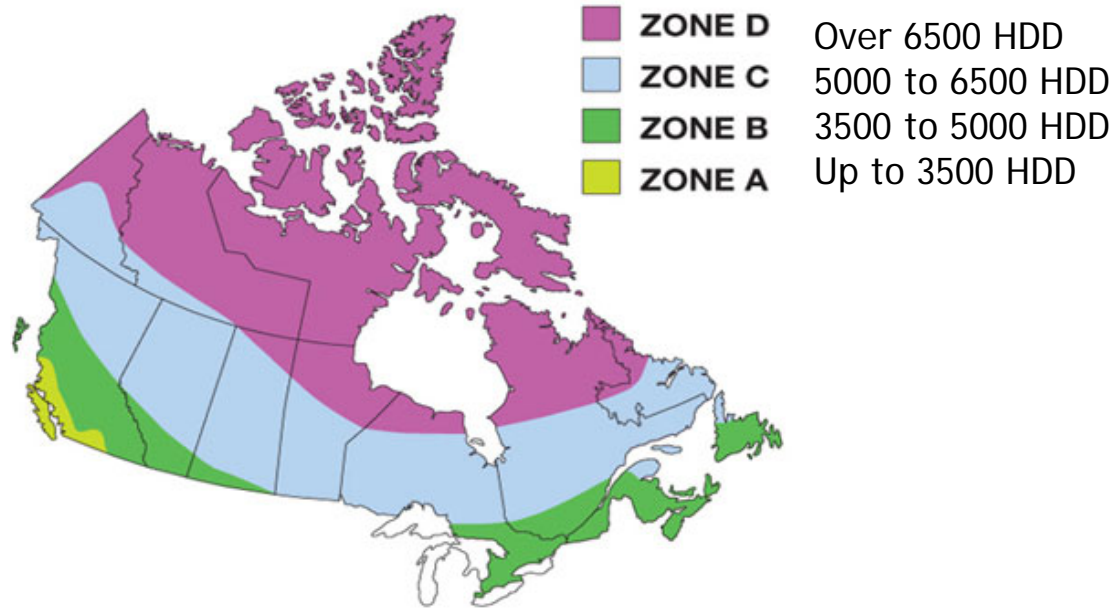 ZONE D Over 6500 HDD
ZONE C 5000 to 6500 HDD
ZONE B 3500 to 5000 HDD
ZONE A Up to 3500 HDD